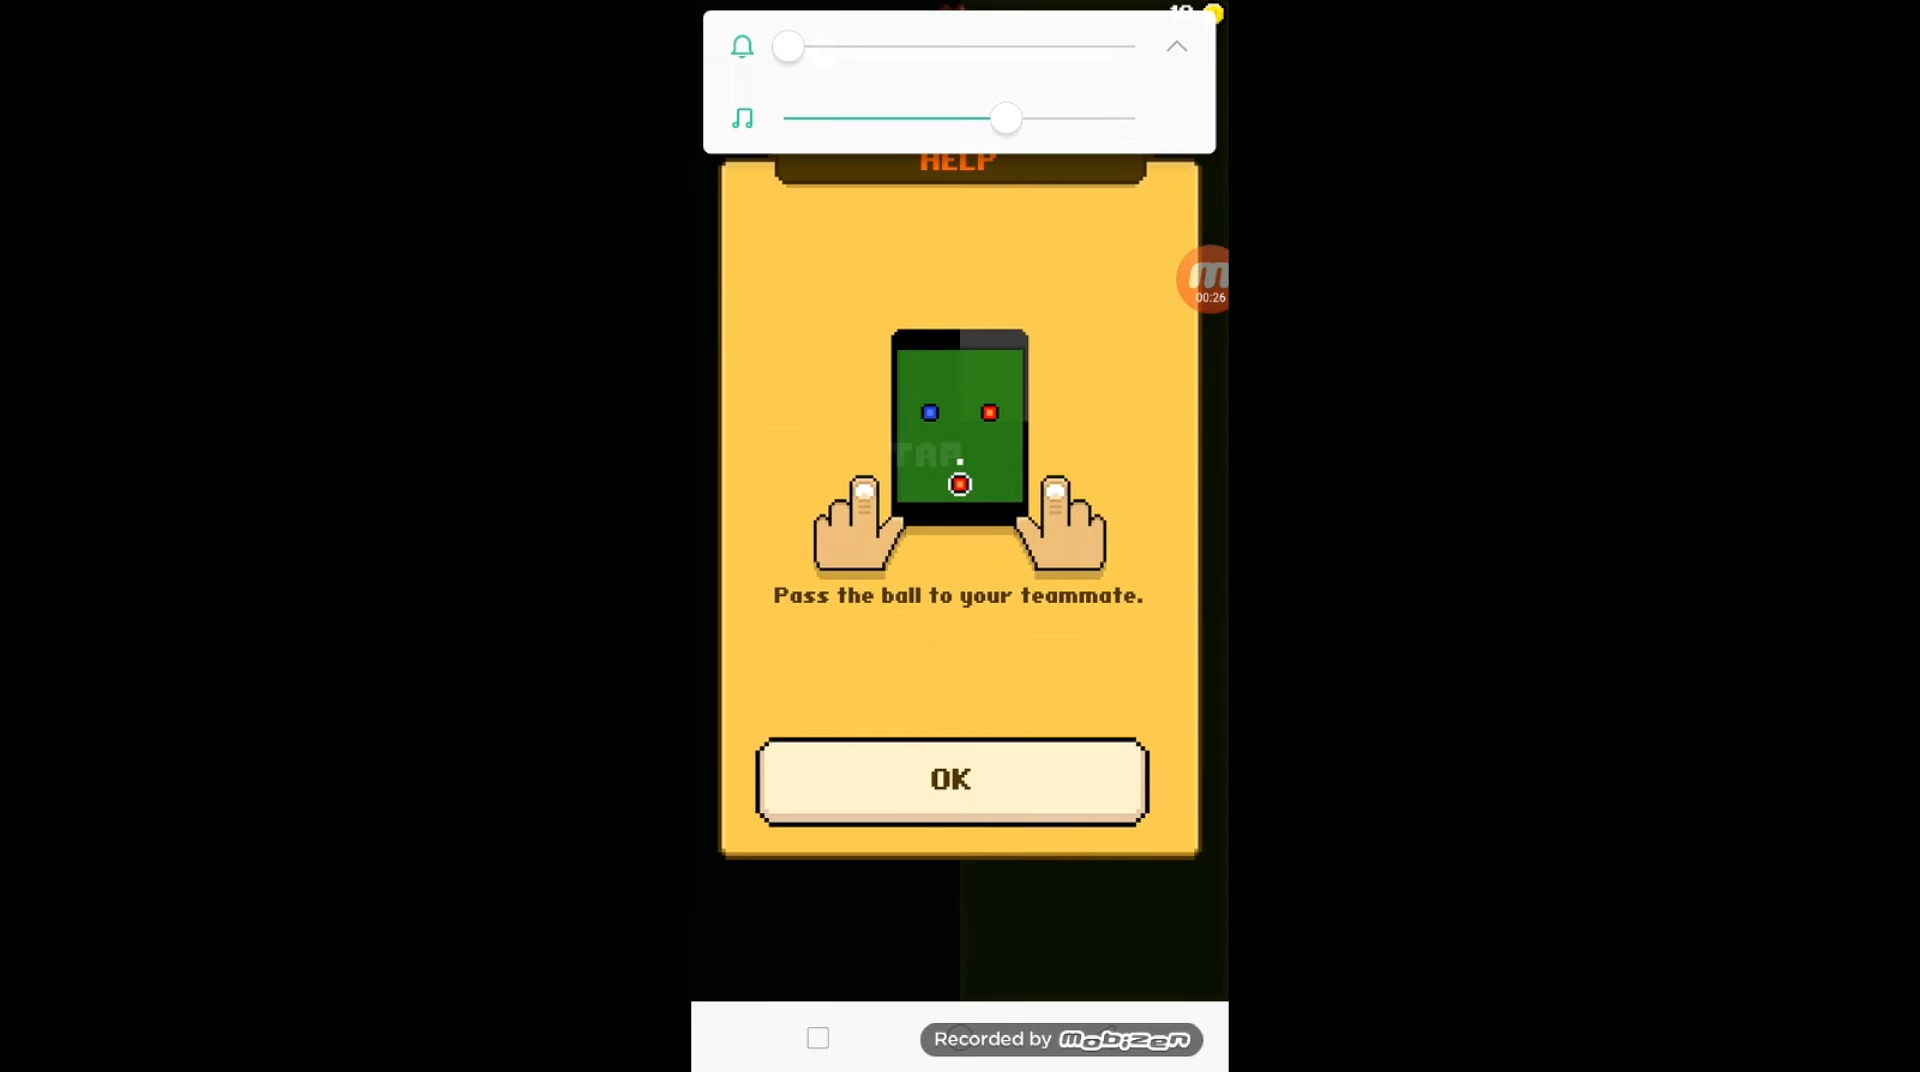 HELP
00:26
TAP
Pass the ball to your teammate.
OK
Recorded by mobizen